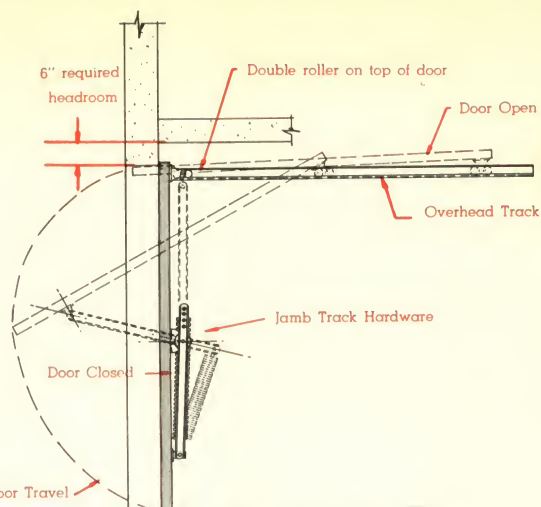 6" required
headroom
Double roller on top of door
Door Open
Overhead Track
Jamb Track Hardware
Door Closed
oor Travel